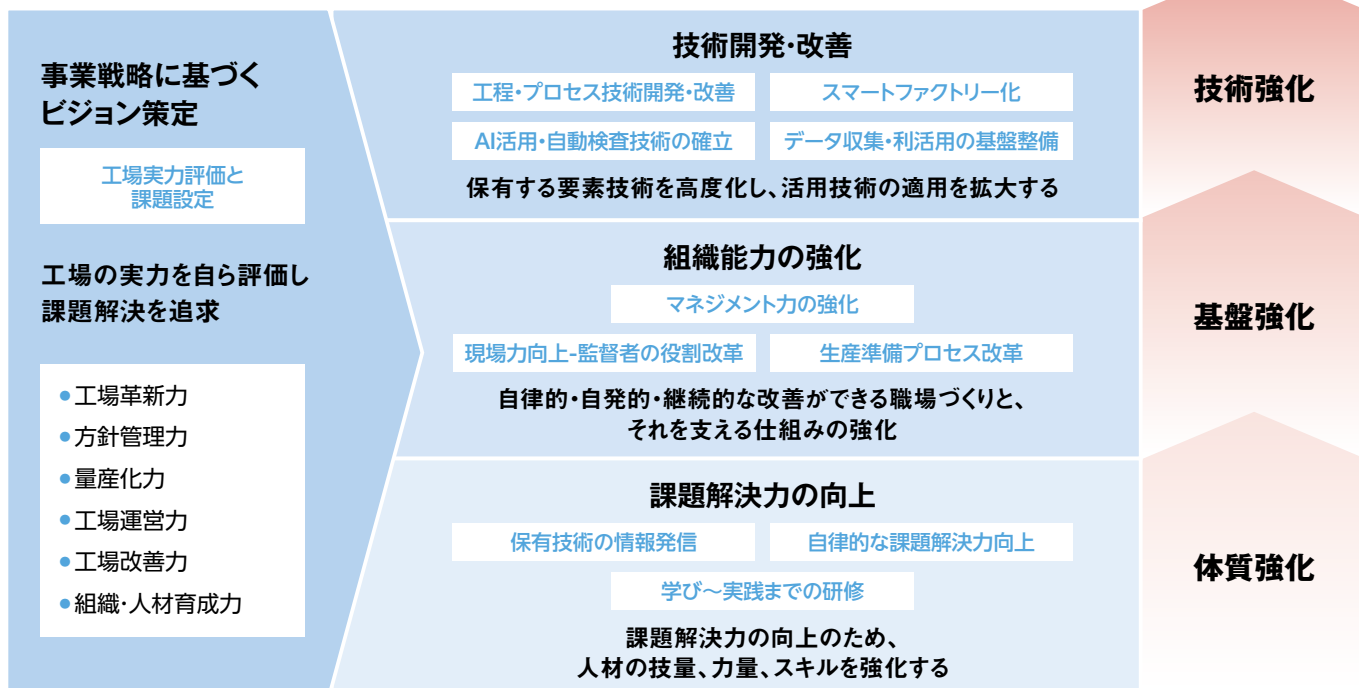 事業戦略に基づく
ビジョン策定
工場実力評価と
課題設定
工場の実力を自ら評価し
課題解決を追求
●工場革新力
●方針管理力
●量産化力
●工場運営力
●工場改善力
●組織・人材育成力
技術開発・改善
工程・プロセス技術開発・改善
スマートファクトリー化
AI活用・自動検査技術の確立
データ収集・利活用の基盤整備
保有する要素技術を高度化し、活用技術の適用を拡大する
組織能力の強化
マネジメント力の強化
現場力向上-監督者の役割改革
生産準備プロセス改革
自律的・自発的・継続的な改善ができる職場づくりと、
それを支える仕組みの強化
課題解決力の向上
保有技術の情報発信
自律的な課題解決力向上
学び〜実践までの研修
課題解決力の向上のため、
人材の技量、力量、スキルを強化する
技術強化
基盤強化
体質強化